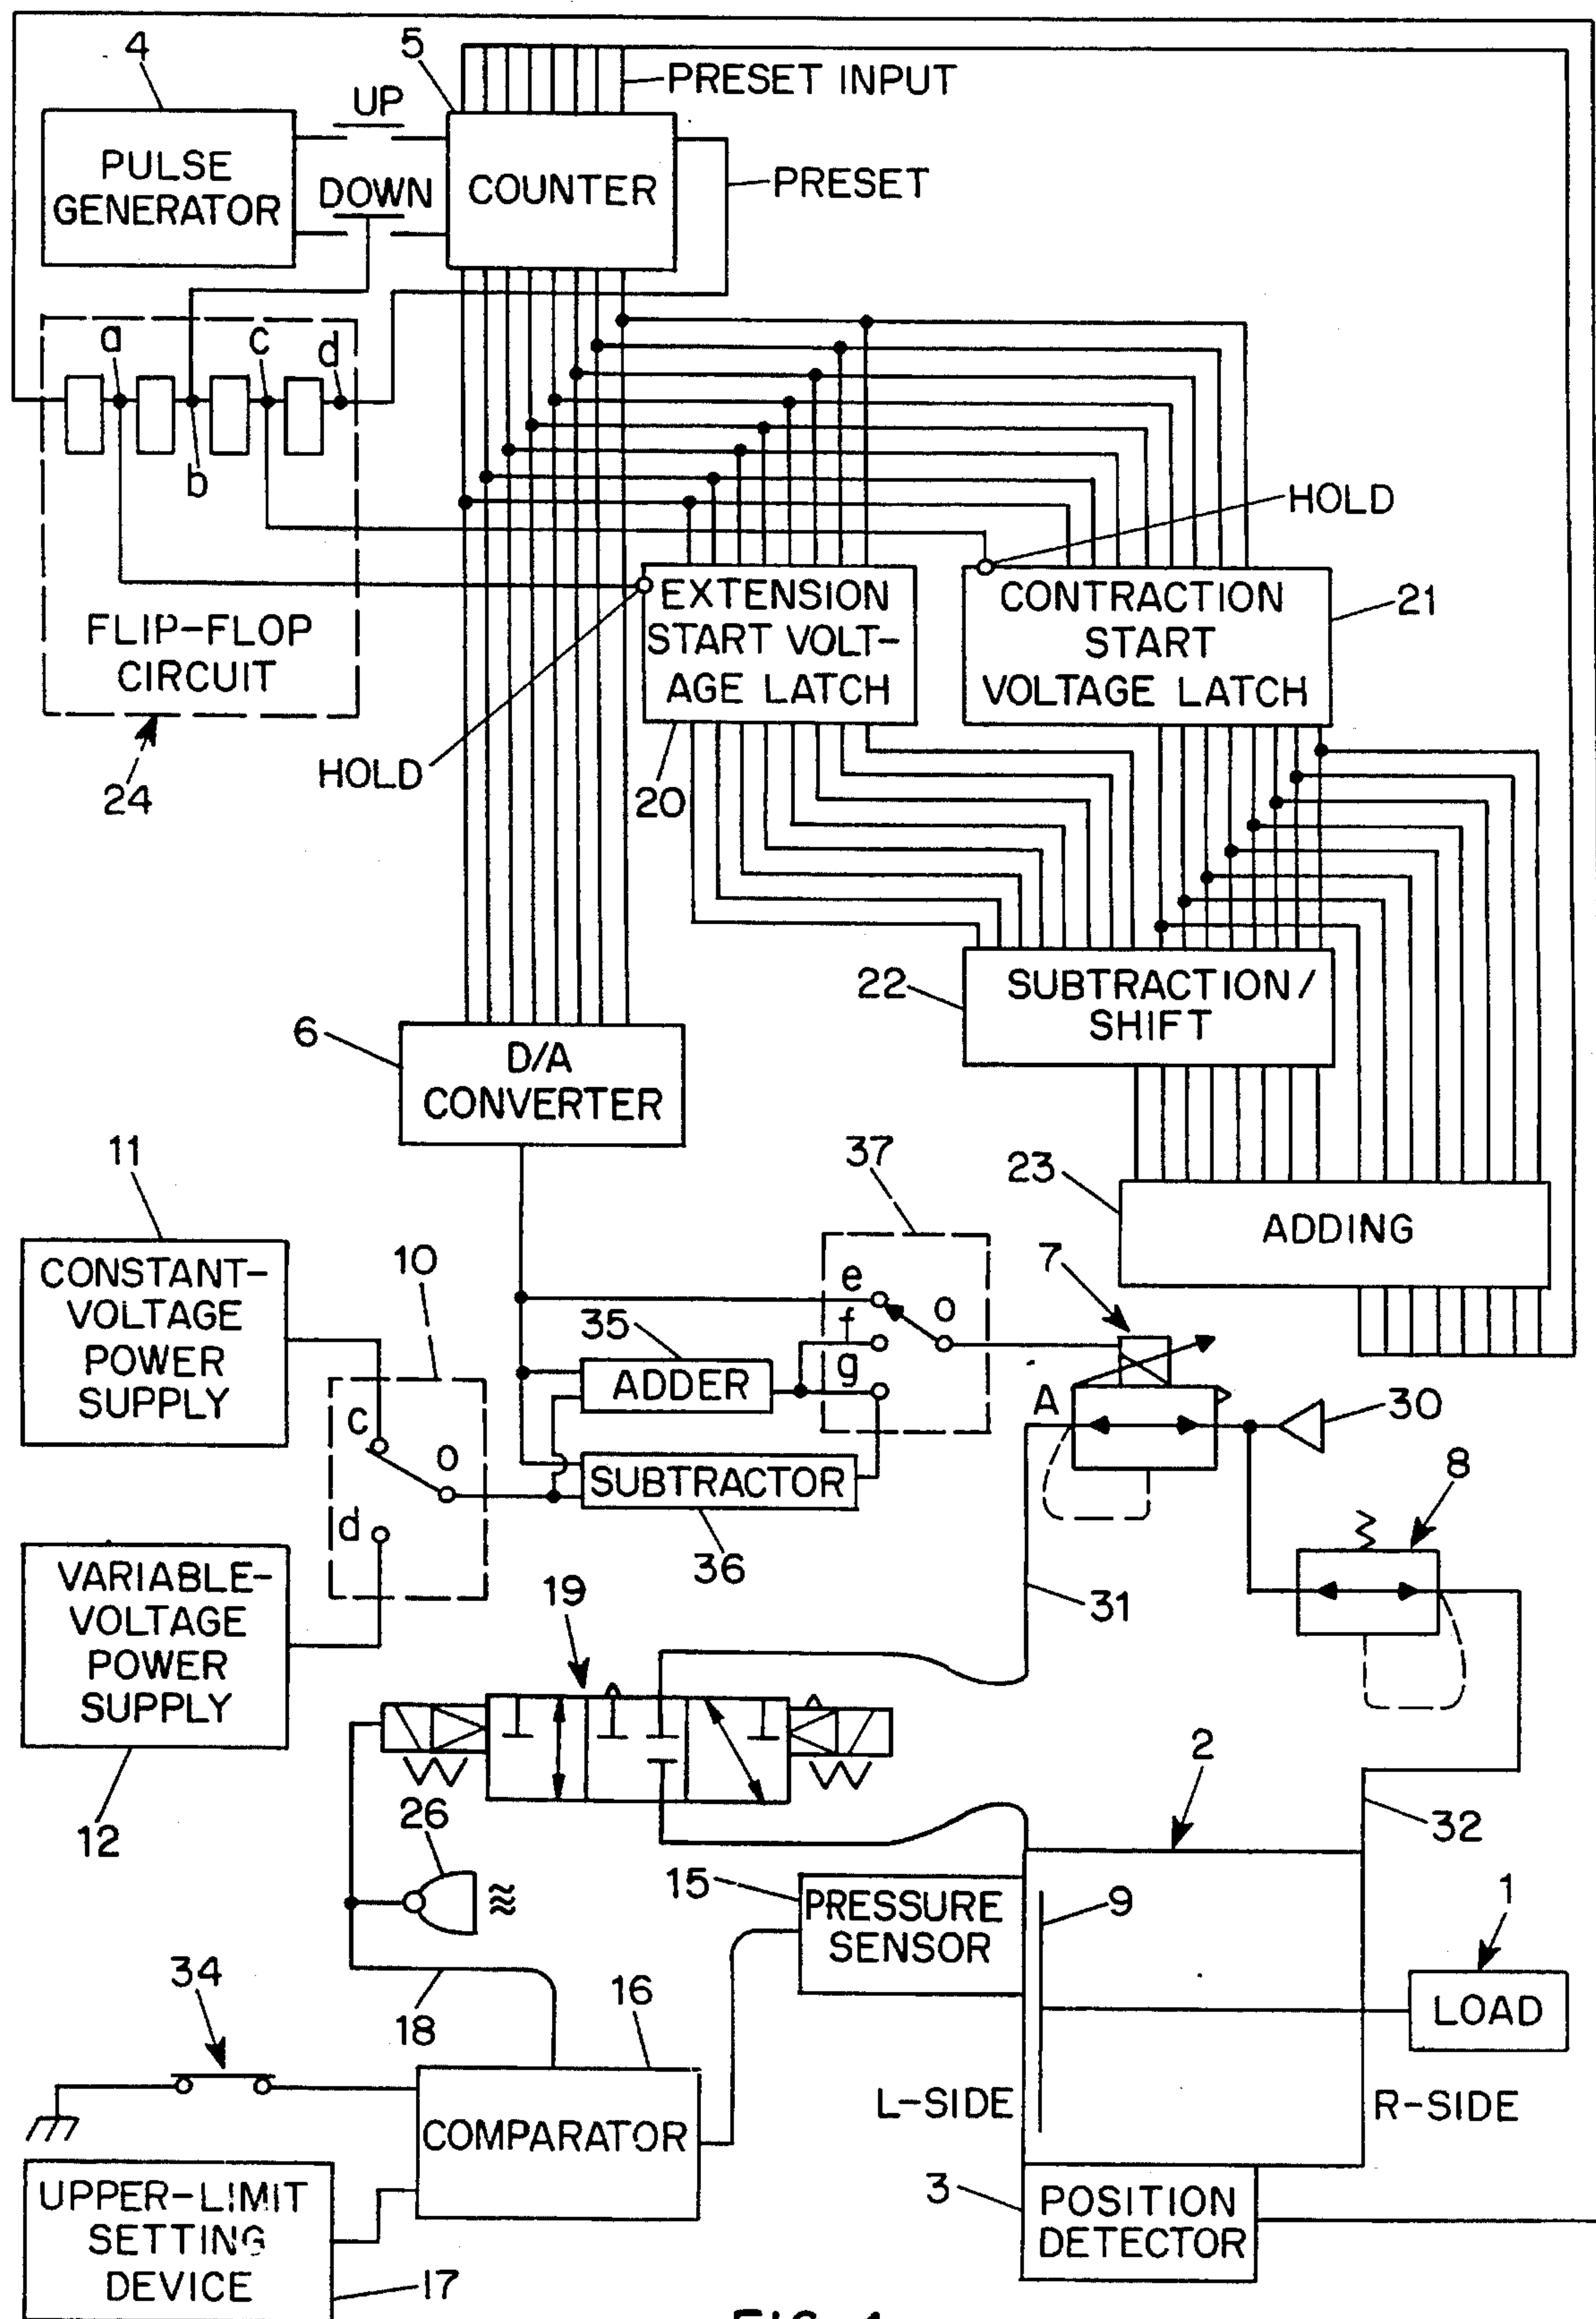 4
5
PRESET INPUT
UP
PULSE
GENERATOR
DOWN
COUNTER
PRESET
a
c
d
b
HOLD
FLIP-FLOP
CIRCUIT
24
HOLD
EXTENSION
START VOLT-
AGE LATCH
20
CONTRACTION
START
VOLTAGE LATCH
21
22
SUBTRACTION/
SHIFT
6
D/A
CONVERTER
11
37
23
ADDING
CONSTANT-
VOLTAGE
POWER
SUPPLY
10
e
f
g
o
7
35
ADDER
A
30
c
o
d
SUBTRACTOR
36
8
VARIABLE-
VOLTAGE
POWER
SUPPLY
12
19
31
2
32
26
15
PRESSURE
SENSOR
9
1
LOAD
34
18
16
COMPARATOR
L-SIDE
R-SIDE
UPPER-LIMIT
SETTING
DEVICE
17
3
POSITION
DETECTOR